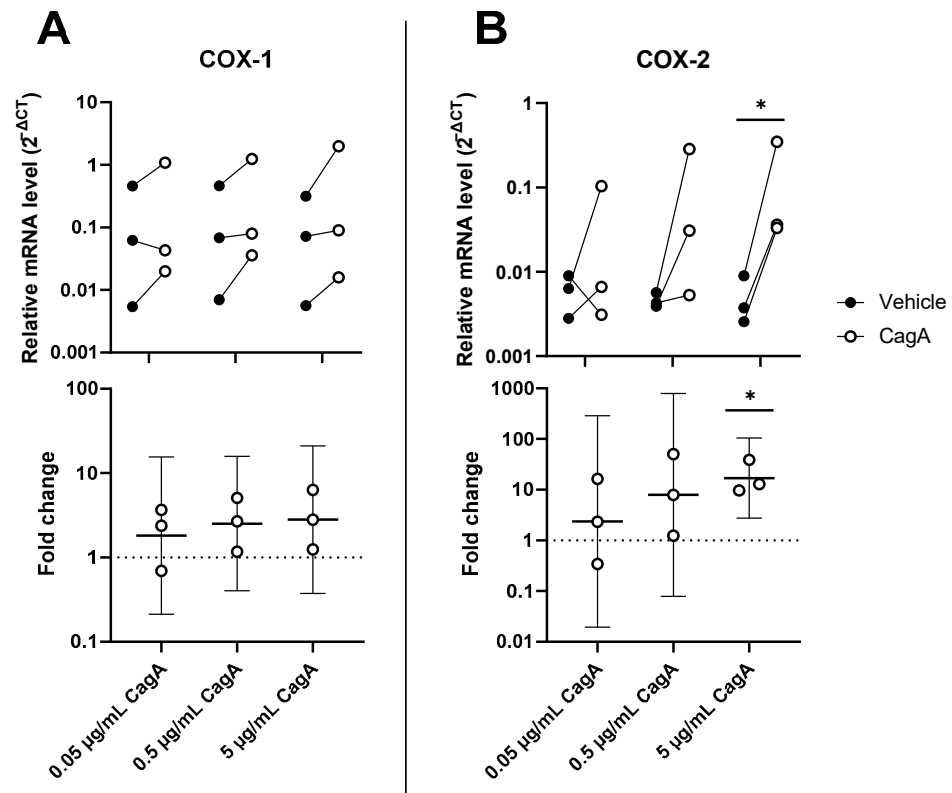 A
COX-1
Relative mRNA level (2^-ΔCT)
10
1
0.1
0.01
0.001
Fold change
100
10
1
0.1
0.05 µg/mL CagA
0.5 µg/mL CagA
5 µg/mL CagA
B
COX-2
Relative mRNA level (2^-ΔCT)
1
0.1
0.01
0.001
*
Vehicle
CagA
Fold change
1000
100
10
1
0.1
0.01
*
0.05 µg/mL CagA
0.5 µg/mL CagA
5 µg/mL CagA